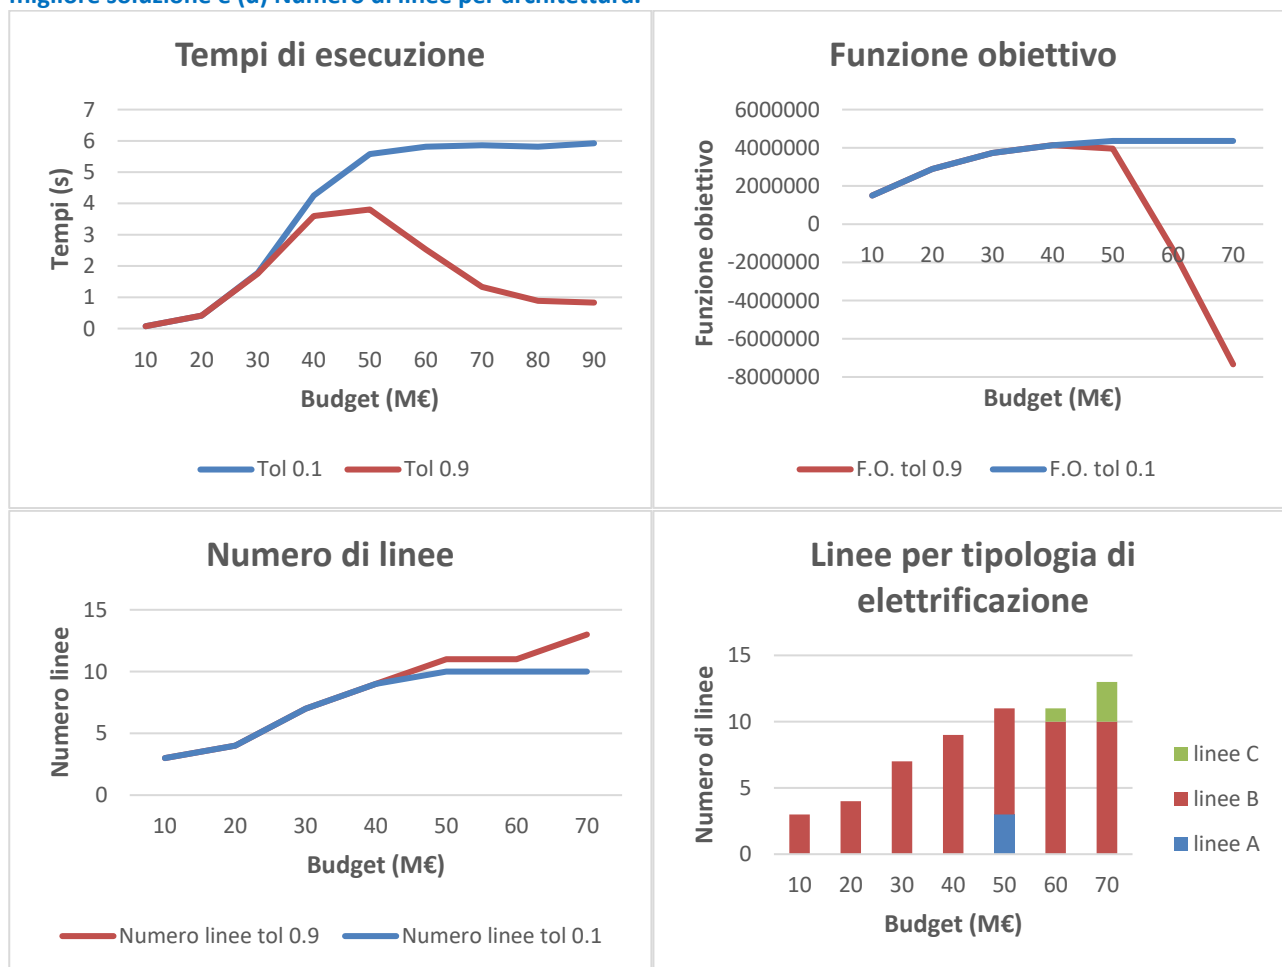 migliore soluzione e (d) Numero di linee per architettura.
Tempi di esecuzione
7
6
5
4
3
2
1
0
Tempi (s)
10 20 30 40 50 60 70 80 90
Budget (M€)
Tol 0.1 Tol 0.9
Funzione obiettivo
6000000
4000000
2000000
0
-2000000
-4000000
-6000000
-8000000
Funzione obiettivo
10 20 30 40 50 60 70
Budget (M€)
F.O. tol 0.9 F.O. tol 0.1
Numero di linee
15
10
5
0
Numero linee
10 20 30 40 50 60 70
Budget (M€)
Numero linee tol 0.9 Numero linee tol 0.1
Linee per tipologia di
elettrificazione
15
10
5
0
Numero di linee
10 20 30 40 50 60 70
Budget (M€)
linee C
linee B
linee A